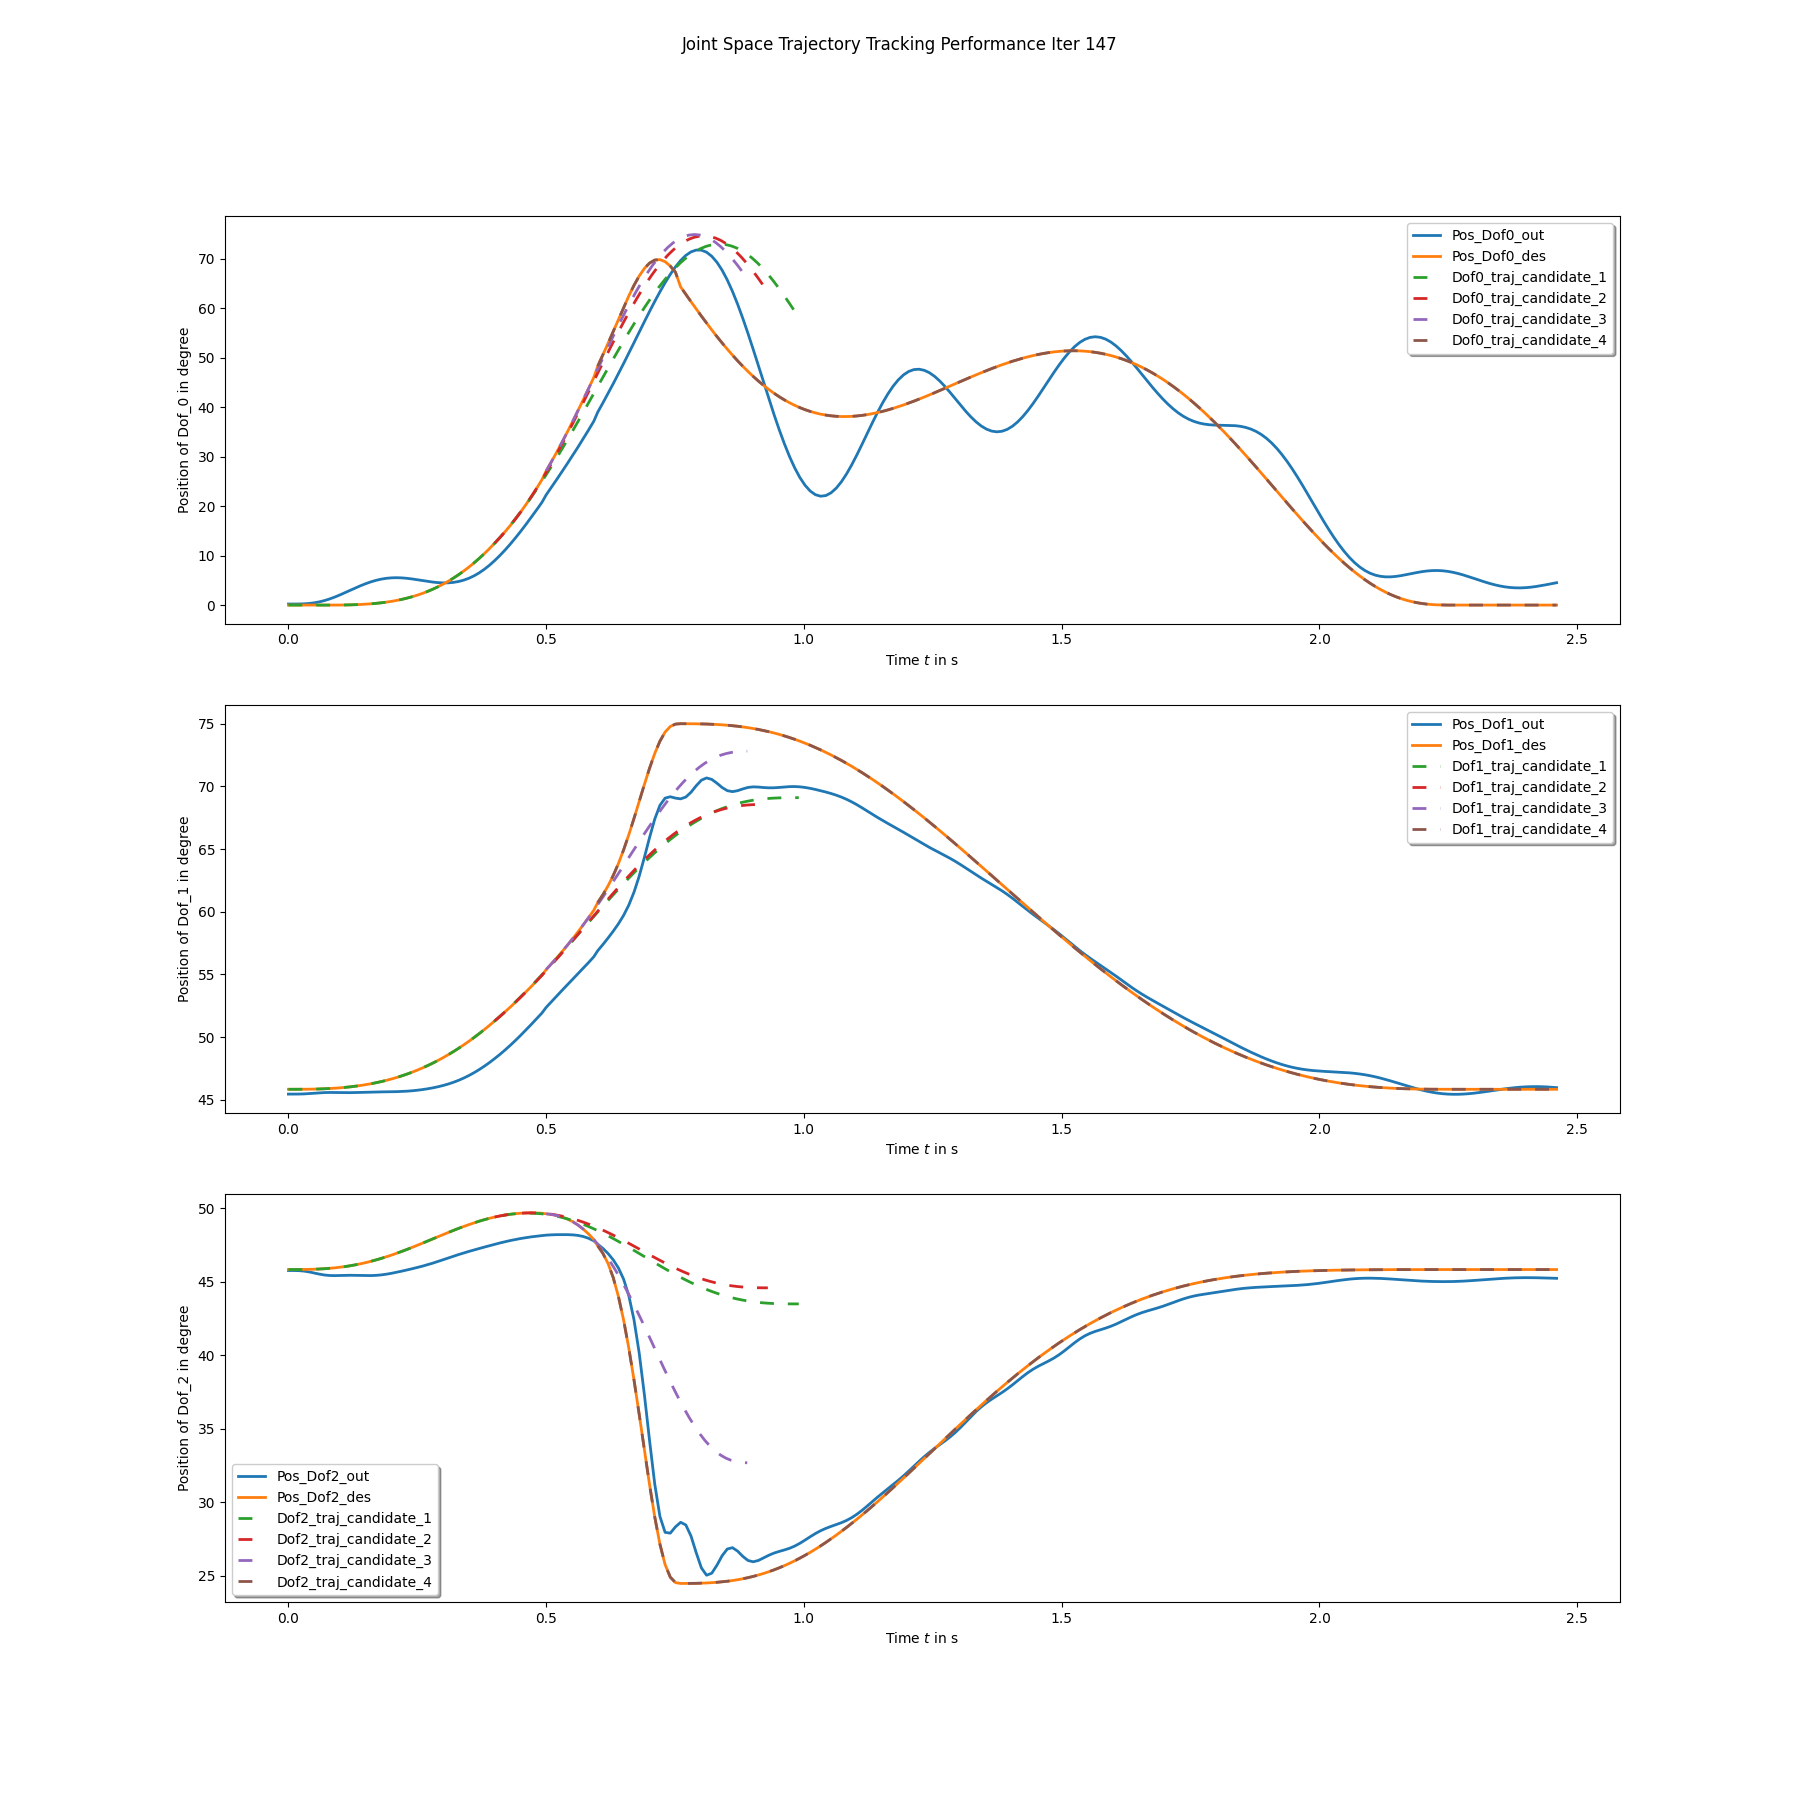 Joint Space Trajectory Tracking Performance Iter 147
Position of Dof_0 in degree
70
60
50
40
30
20
10
0
Pos_Dof0_out
Pos_Dof0_des
Dof0_traj_candidate_1
Dof0_traj_candidate_2
Dof0_traj_candidate_3
Dof0_traj_candidate_4
0.0 0.5 1.0 1.5 2.0 2.5
Time t in s
Position of Dof_1 in degree
75
70
65
60
55
50
45
Pos_Dof1_out
Pos_Dof1_des
Dof1_traj_candidate_1
Dof1_traj_candidate_2
Dof1_traj_candidate_3
Dof1_traj_candidate_4
0.0 0.5 1.0 1.5 2.0 2.5
Time t in s
Position of Dof_2 in degree
50
45
40
35
30
25
Pos_Dof2_out
Pos_Dof2_des
Dof2_traj_candidate_1
Dof2_traj_candidate_2
Dof2_traj_candidate_3
Dof2_traj_candidate_4
0.0 0.5 1.0 1.5 2.0 2.5
Time t in s